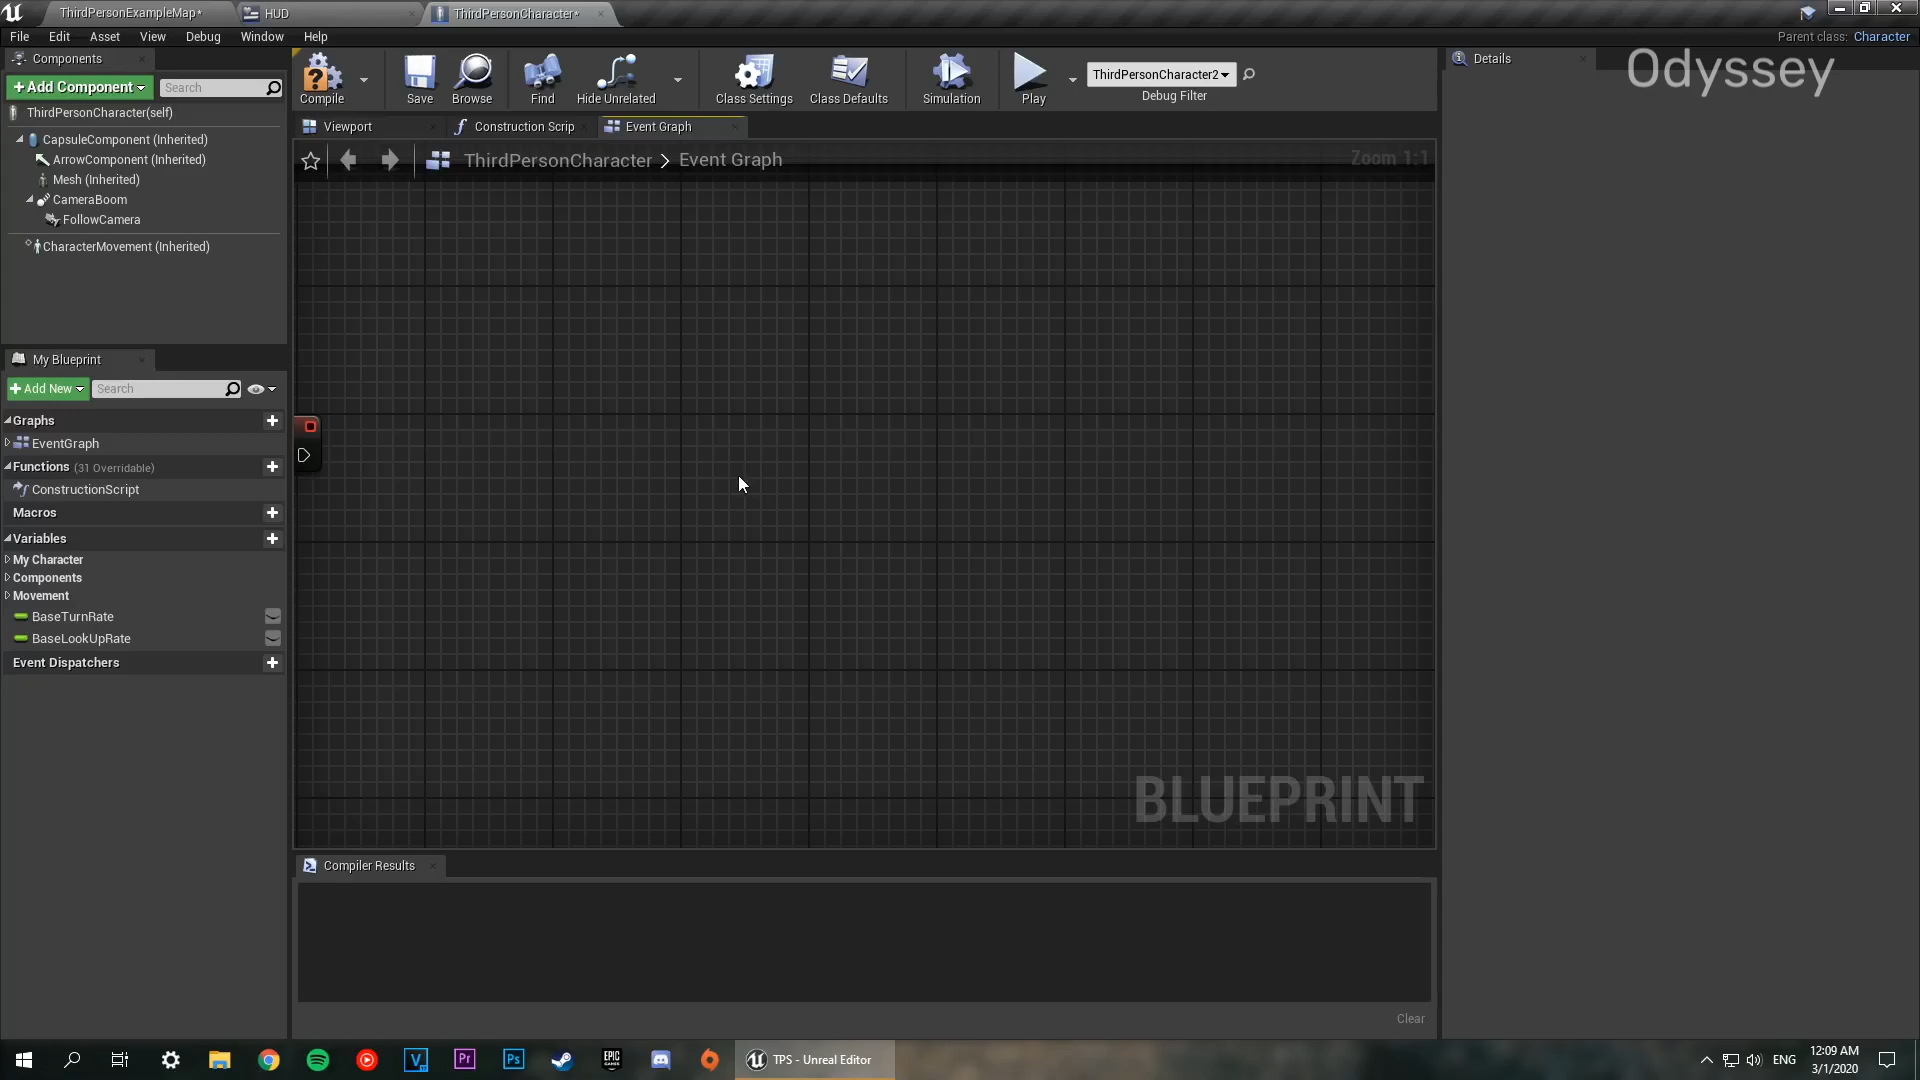 ThirdPersonExampleMap*
HUD
ThirdPersonCharacter*
File Edit Asset View Debug Window Help
Parent class: Character
Components
+Add Component
Search
ThirdPersonCharacter(self)
CapsuleComponent (Inherited)
ArrowComponent (Inherited)
Mesh (Inherited)
CameraBoom
FollowCamera
CharacterMovement (Inherited)
Compile
Save
Browse
Find
Hide Unrelated
Class Settings
Class Defaults
Simulation
Play
ThirdPersonCharacter2
Debug Filter
Details
Odyssey
Viewport
Construction Scrip
Event Graph
ThirdPersonCharacter > Event Graph
Zoom 1:1
My Blueprint
+Add New
Search
Graphs
EventGraph
Functions (31 Overridable)
ConstructionScript
Macros
Variables
My Character
Components
Movement
BaseTurnRate
BaseLookUpRate
Event Dispatchers
BLUEPRINT
Compiler Results
Clear
TPS - Unreal Editor
ENG
12:09 AM
3/1/2020
Pr
Ps
V
EPIC
GAMES